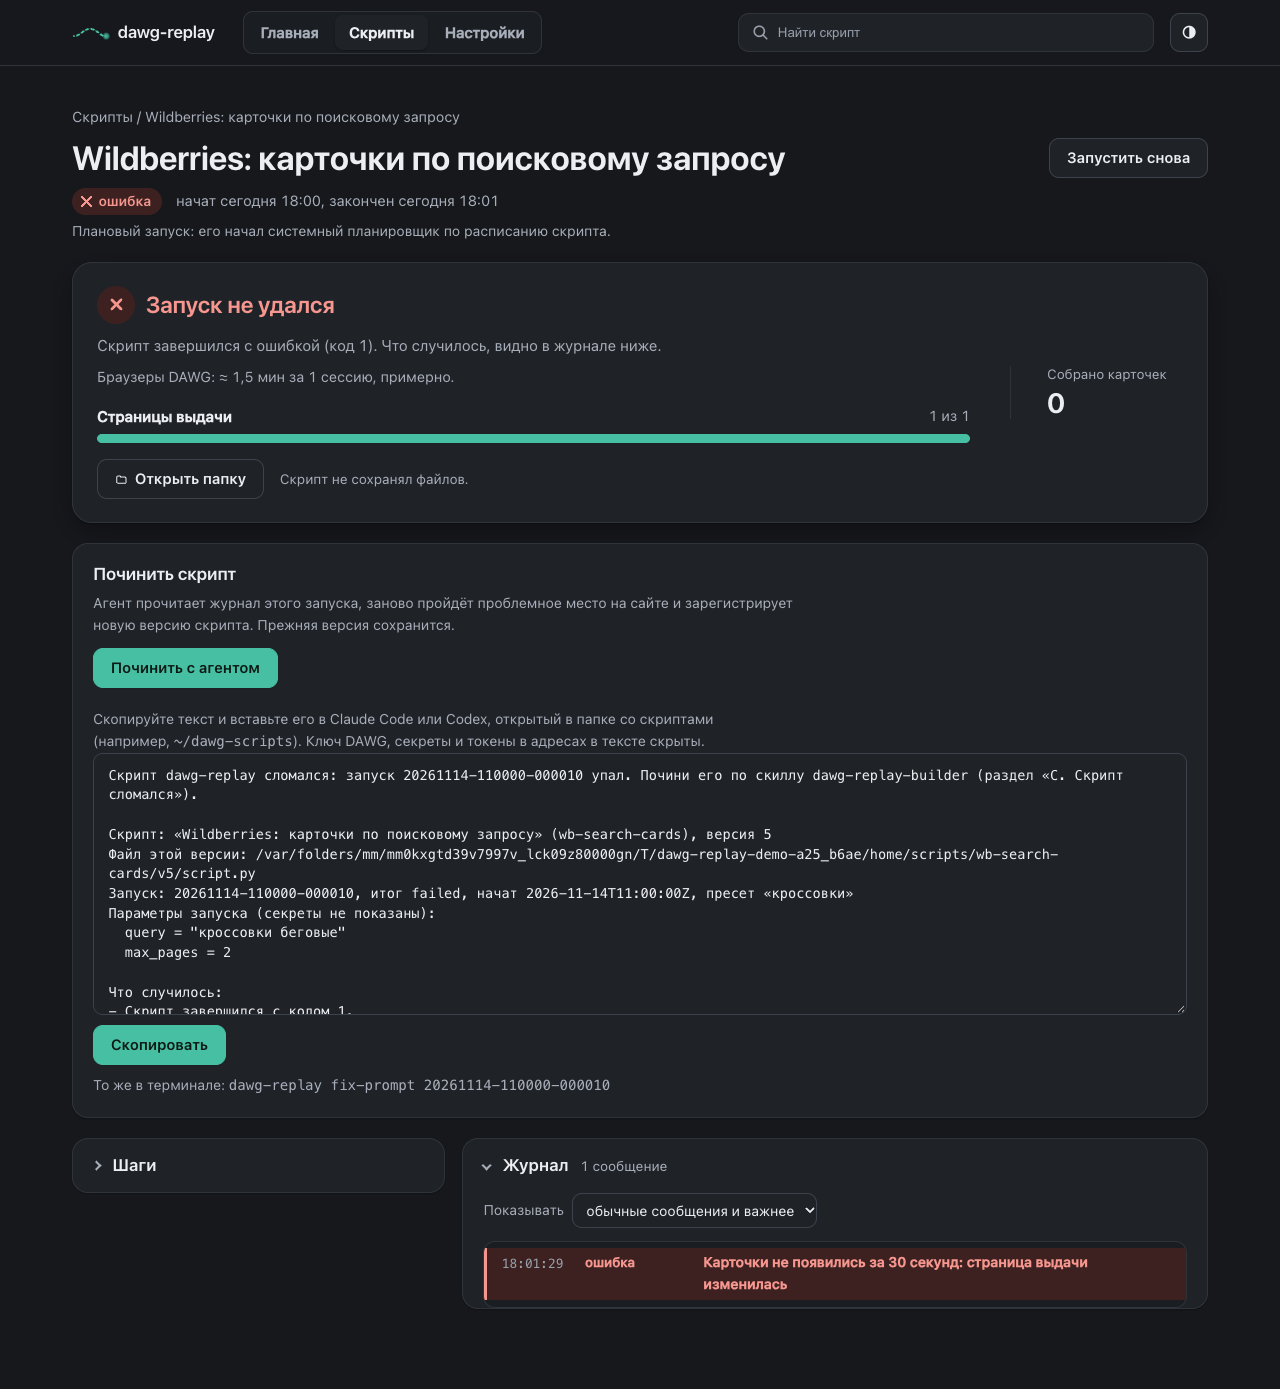 dawg-replay
Главная
Скрипты
Настройки
Найти скрипт
Скрипты / Wildberries: карточки по поисковому запросу
Wildberries: карточки по поисковому запросу
Запустить снова
ошибка
начат сегодня 18:00, закончен сегодня 18:01
Плановый запуск: его начал системный планировщик по расписанию скрипта.
Запуск не удался
Скрипт завершился с ошибкой (код 1). Что случилось, видно в журнале ниже.
Браузеры DAWG: ≈ 1,5 мин за 1 сессию, примерно.
Собрано карточек
0
Страницы выдачи
1 из 1
Открыть папку
Скрипт не сохранял файлов.
Починить скрипт
Агент прочитает журнал этого запуска, заново пройдёт проблемное место на сайте и зарегистрирует
новую версию скрипта. Прежняя версия сохранится.
Починить с агентом
Скопируйте текст и вставьте его в Claude Code или Codex, открытый в папке со скриптами
(например, ~/dawg-scripts). Ключ DAWG, секреты и токены в адресах в тексте скрыты.
Скрипт dawg-replay сломался: запуск 20261114-110000-000010 упал. Почини его по скиллу dawg-replay-builder (раздел «C. Скрипт
сломался»).
Скрипт: «Wildberries: карточки по поисковому запросу» (wb-search-cards), версия 5
Файл этой версии: /var/folders/mm/mm0kxgtd39v7997v_lck09z80000gn/T/dawg-replay-demo-a25_b6ae/home/scripts/wb-search-
cards/v5/script.py
Запуск: 20261114-110000-000010, итог failed, начат 2026-11-14T11:00:00Z, пресет «кроссовки»
Параметры запуска (секреты не показаны):
query = "кроссовки беговые"
max_pages = 2
Что случилось:
- Скрипт завершился с кодом 1.
Скопировать
То же в терминале: dawg-replay fix-prompt 20261114-110000-000010
Шаги
Журнал
1 сообщение
Показывать
обычные сообщения и важнее
18:01:29
ошибка
Карточки не появились за 30 секунд: страница выдачи
изменилась